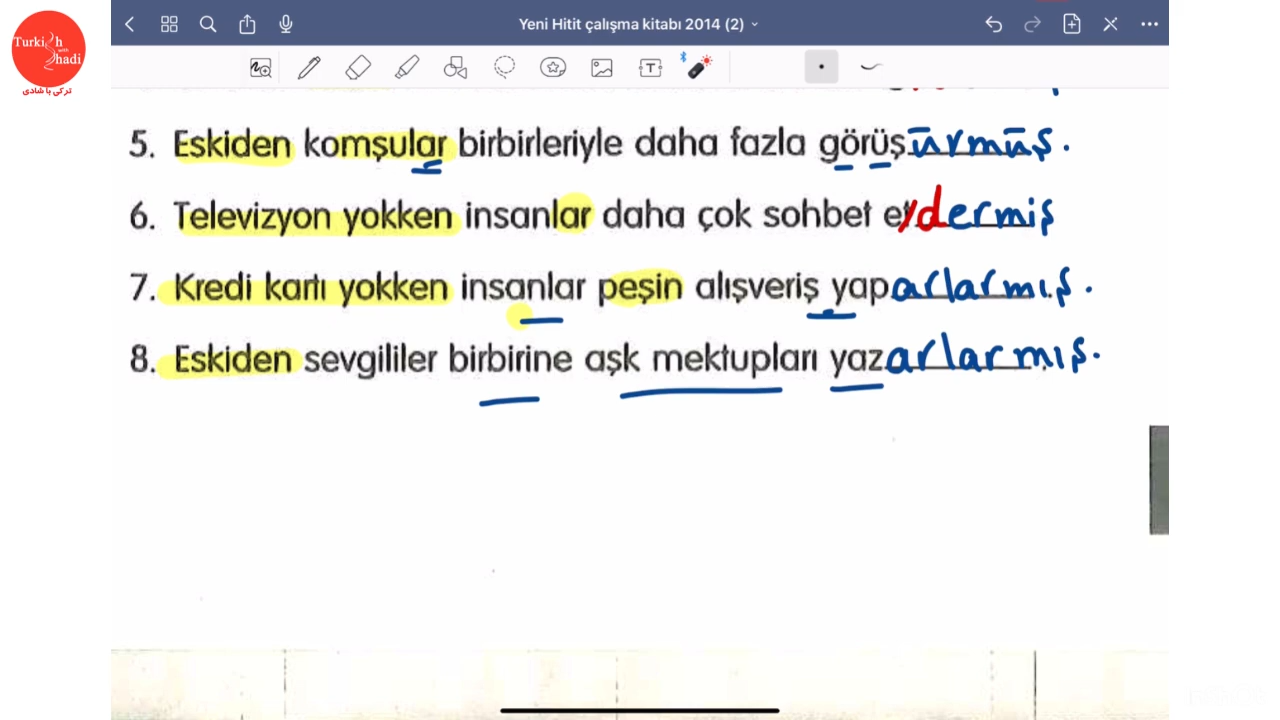 Turkish
with
Shadi
ترکی با شادی
Yeni Hitit çalışma kitabı 2014 (2)
T
5. Eskiden komşular birbirleriyle daha fazla görüşürmüş.
6. Televizyon yokken insanlar daha çok sohbet et/dermiş
7. Kredi kartı yokken insanlar peşin alışveriş yaparlarmış.
8. Eskiden sevgililer birbirine aşk mektupları yazarlarmış.